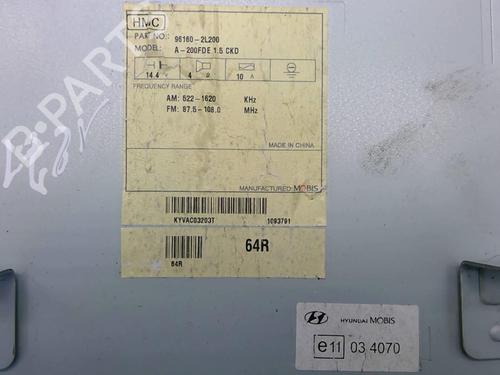 HMC
PART NO.: 96160-2L200
MODEL: A-200FDE 1.5 CKD
14.4 V 4 Ω 10 A
FREQUENCY RANGE
AM: 522-1620 KHz
FM: 87.5-108.0 MHz
MADE IN CHINA
MANUFACTURED: MOBIS
KYVAC03203T 1093791
64R
64R
HYUNDAI MOBIS
e11 03 4070
B-PARTS